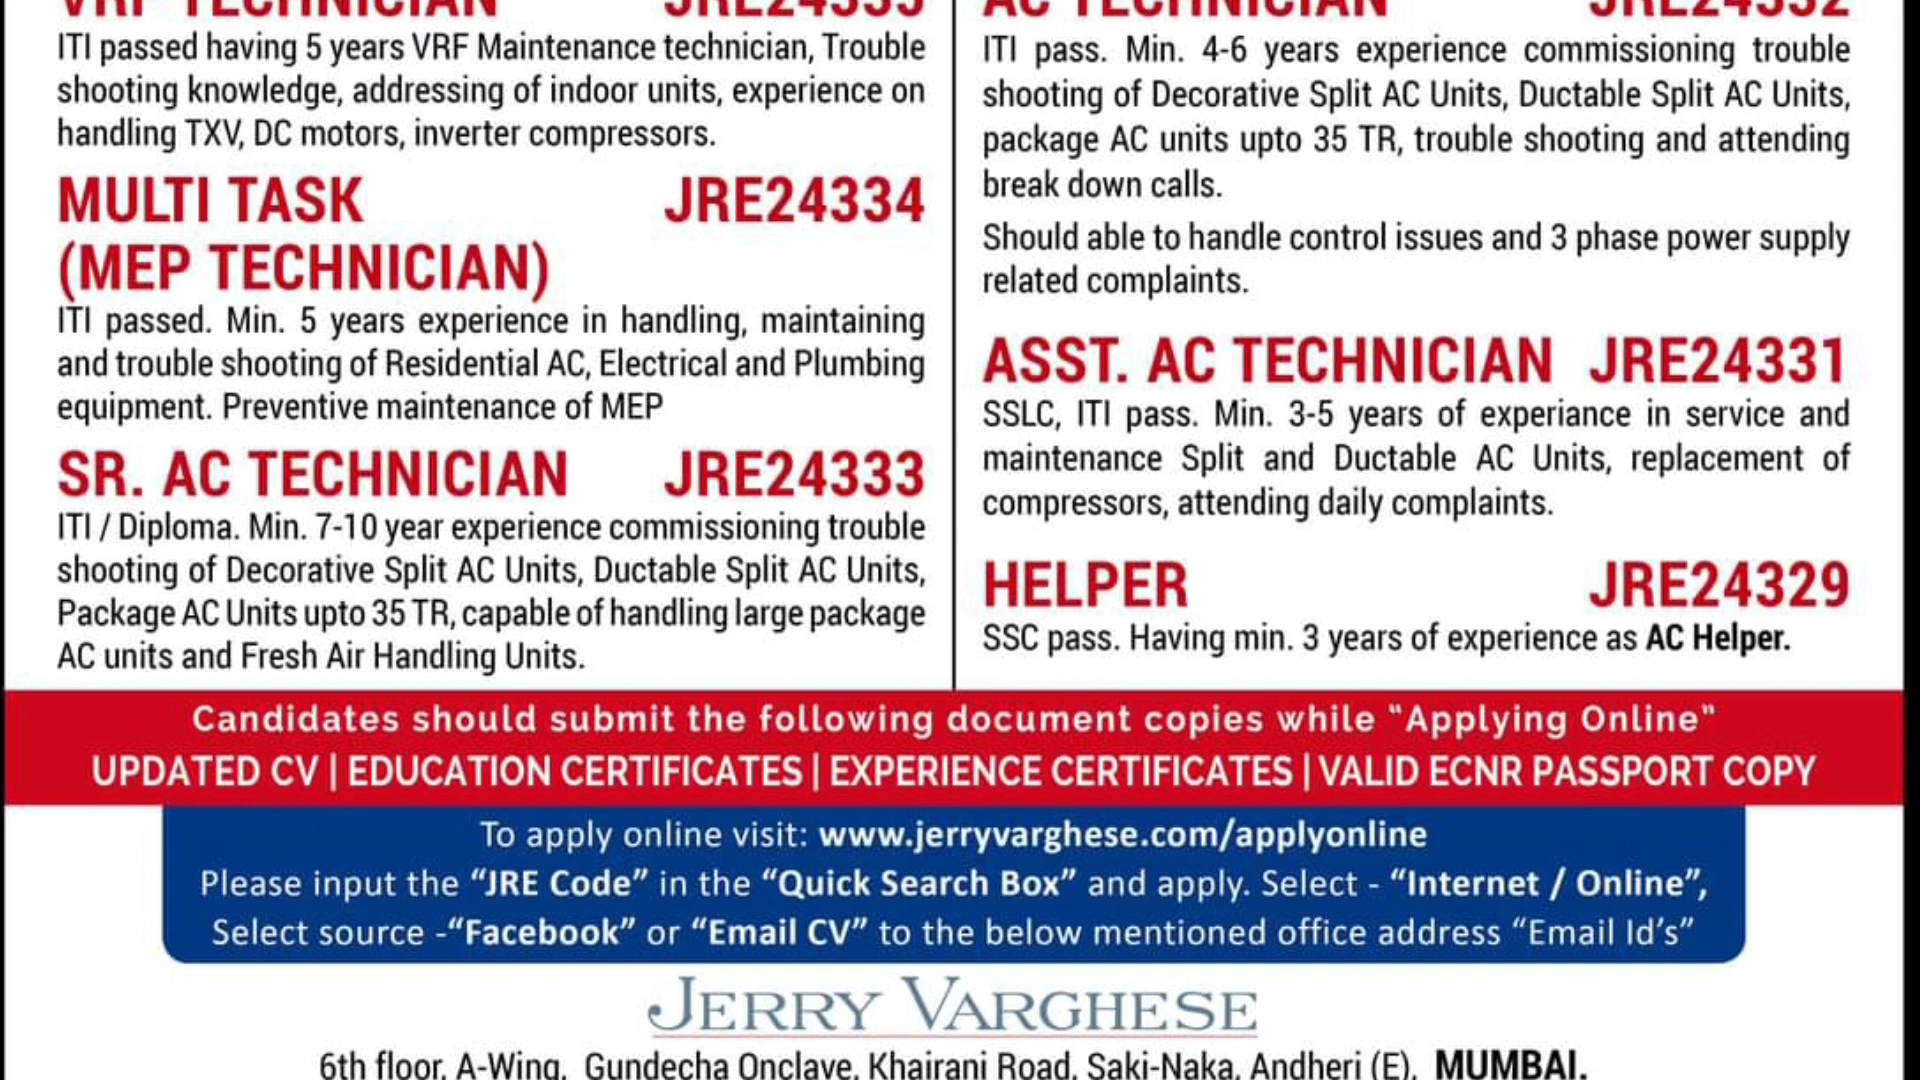 VRF TECHNICIAN JRE24335
ITI passed having 5 years VRF Maintenance technician, Trouble
shooting knowledge, addressing of indoor units, experience on
handling TXV, DC motors, inverter compressors.
MULTI TASK JRE24334
(MEP TECHNICIAN)
ITI passed. Min. 5 years experience in handling, maintaining
and trouble shooting of Residential AC, Electrical and Plumbing
equipment. Preventive maintenance of MEP
SR. AC TECHNICIAN JRE24333
ITI / Diploma. Min. 7-10 year experience commissioning trouble
shooting of Decorative Split AC Units, Ductable Split AC Units,
Package AC Units upto 35 TR, capable of handling large package
AC units and Fresh Air Handling Units.
AC TECHNICIAN JRE24332
ITI pass. Min. 4-6 years experience commissioning trouble
shooting of Decorative Split AC Units, Ductable Split AC Units,
package AC units upto 35 TR, trouble shooting and attending
break down calls.
Should able to handle control issues and 3 phase power supply
related complaints.
ASST. AC TECHNICIAN JRE24331
SSLC, ITI pass. Min. 3-5 years of experiance in service and
maintenance Split and Ductable AC Units, replacement of
compressors, attending daily complaints.
HELPER JRE24329
SSC pass. Having min. 3 years of experience as AC Helper.
Candidates should submit the following document copies while "Applying Online"
UPDATED CV | EDUCATION CERTIFICATES | EXPERIENCE CERTIFICATES | VALID ECNR PASSPORT COPY
To apply online visit: www.jerryvarghese.com/applyonline
Please input the “JRE Code” in the “Quick Search Box” and apply. Select - “Internet / Online”,
Select source -“Facebook” or “Email CV” to the below mentioned office address “Email Id’s”
JERRY VARGHESE
6th floor, A-Wing, Gundecha Onclave, Khairani Road, Saki-Naka, Andheri (E), MUMBAI.